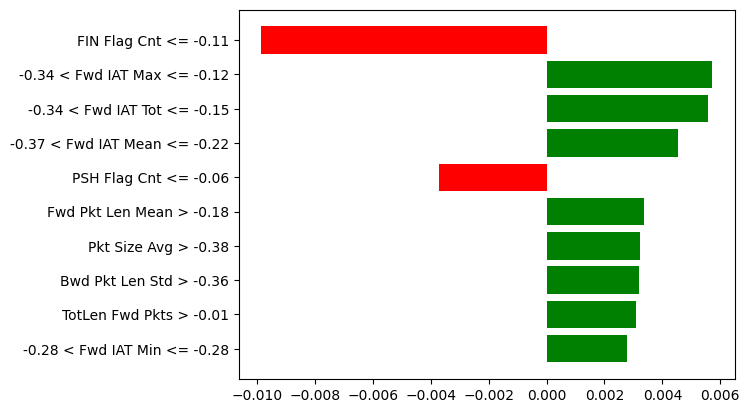 FIN Flag Cnt <= -0.11
-0.34 < Fwd IAT Max <= -0.12
-0.34 < Fwd IAT Tot <= -0.15
-0.37 < Fwd IAT Mean <= -0.22
PSH Flag Cnt <= -0.06
Fwd Pkt Len Mean > -0.18
Pkt Size Avg > -0.38
Bwd Pkt Len Std > -0.36
TotLen Fwd Pkts > -0.01
-0.28 < Fwd IAT Min <= -0.28
−0.010 −0.008 −0.006 −0.004 −0.002 0.000 0.002 0.004 0.006